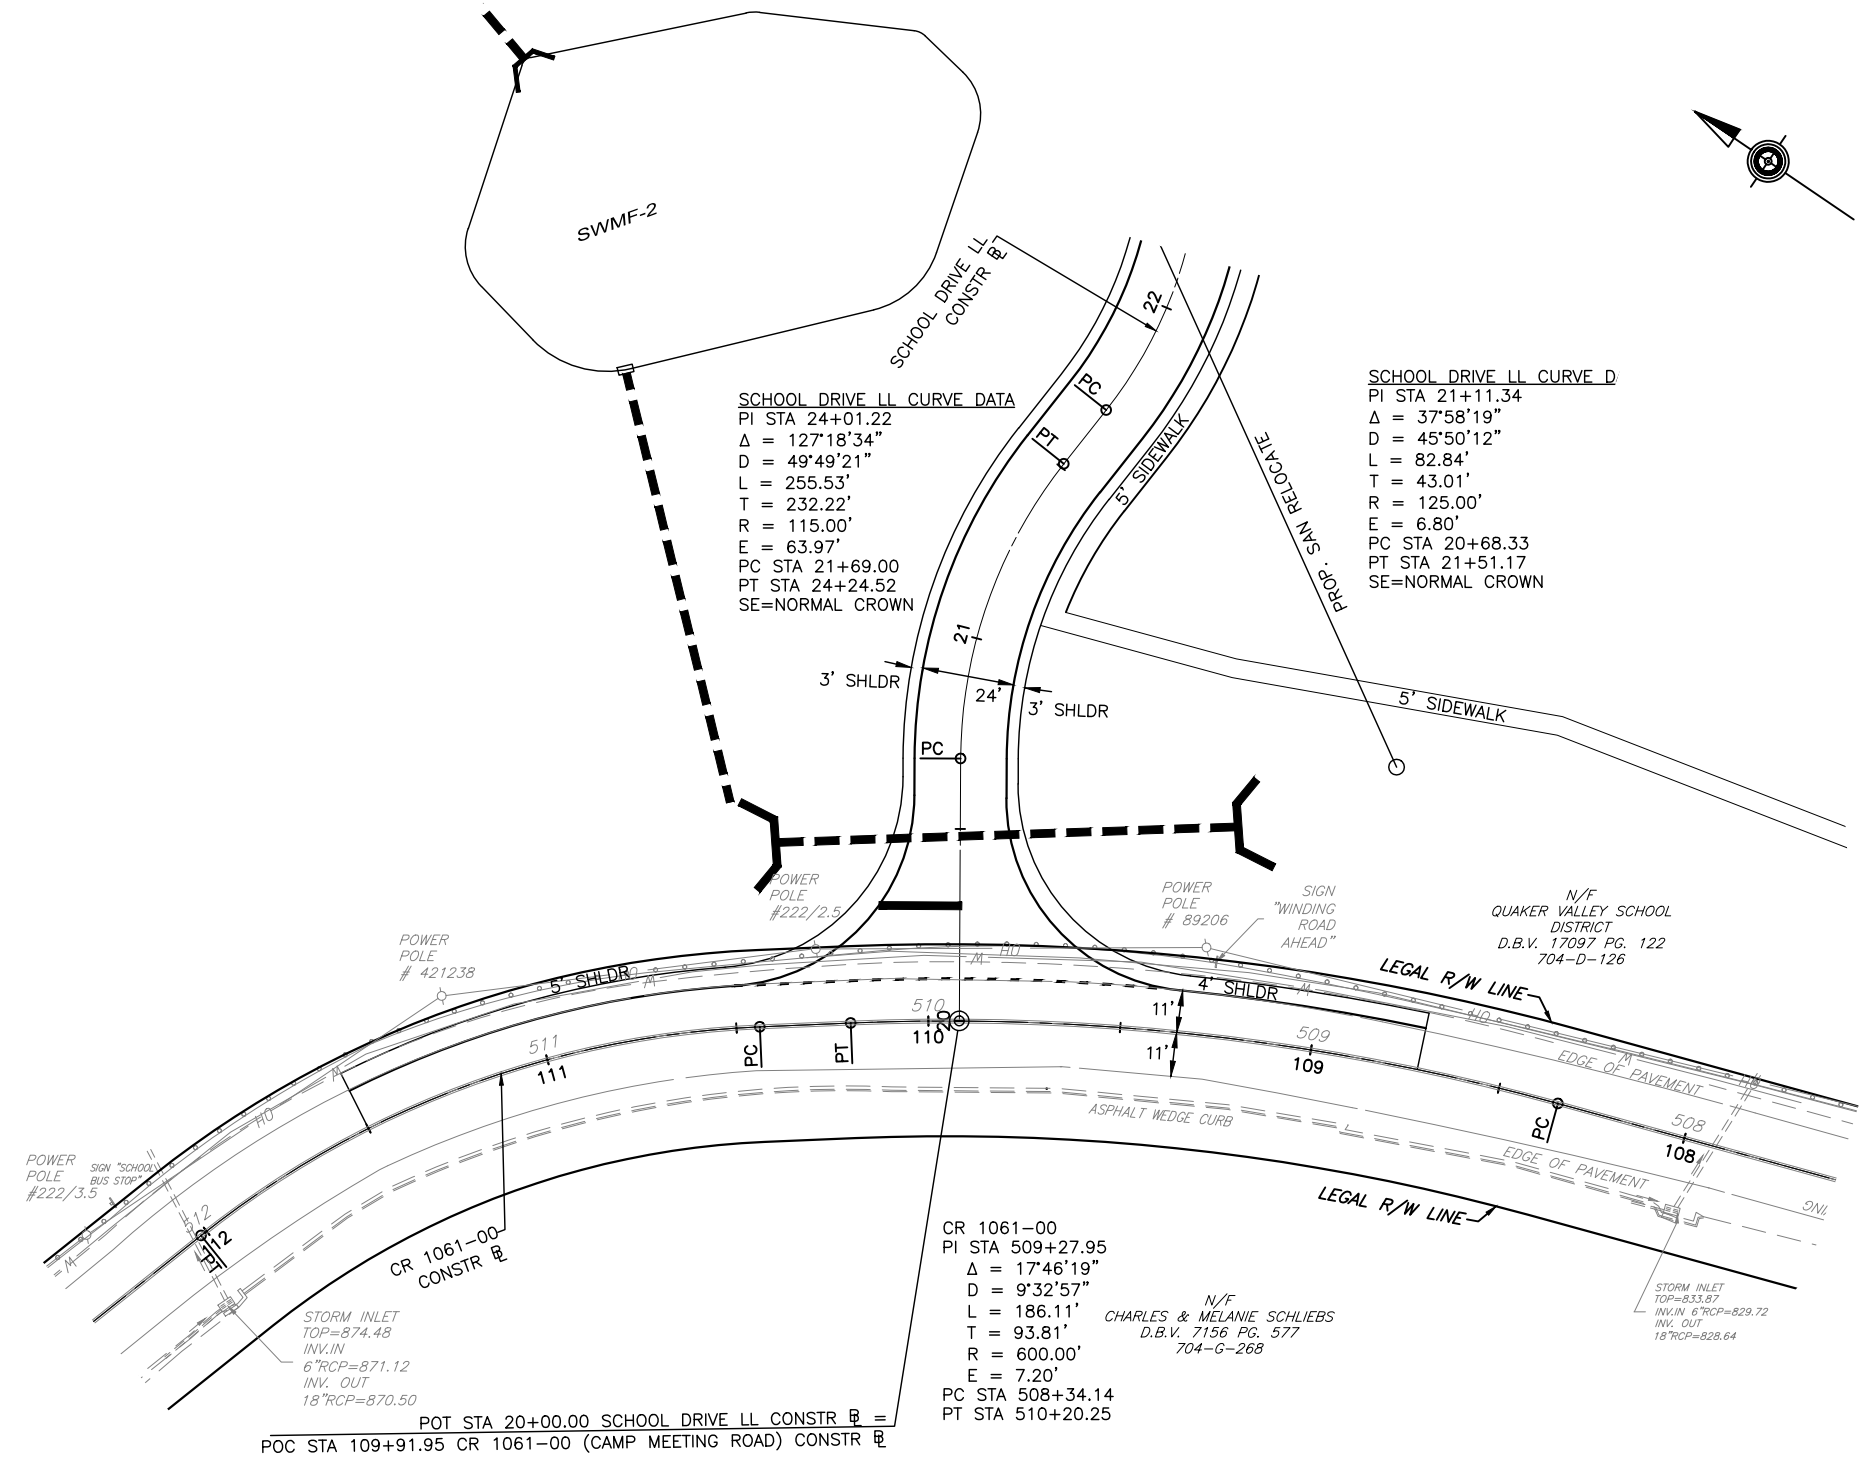 SWMF-2
SCHOOL DRIVE LL
CONSTR BL
22
PC
PT
5' SIDEWALK
SCHOOL DRIVE LL CURVE DATA
PI STA 24+01.22
Δ = 127°18'34"
D = 49°49'21"
L = 255.53'
T = 232.22'
R = 115.00'
E = 63.97'
PC STA 21+69.00
PT STA 24+24.52
SE=NORMAL CROWN
SCHOOL DRIVE LL CURVE D
PI STA 21+11.34
Δ = 37°58'19"
D = 45°50'12"
L = 82.84'
T = 43.01'
R = 125.00'
E = 6.80'
PC STA 20+68.33
PT STA 21+51.17
SE=NORMAL CROWN
PROP. SAN RELOCATE
21
3' SHLDR
24'
3' SHLDR
5' SIDEWALK
PC
POWER
POLE
#222/2.5
POWER
POLE
# 89206
SIGN
"WINDING
ROAD
AHEAD"
N/F
QUAKER VALLEY SCHOOL
DISTRICT
D.B.V. 17097 PG. 122
704-D-126
POWER
POLE
# 421238
5' SHLDR
OH
W
OH
W
4' SHLDR
W
OH
LEGAL R/W LINE
W
OH
11'
11'
510
110
20
511
111
PC
PT
509
109
EDGE OF PAVEMENT
ASPHALT WEDGE CURB
PC
508
108
EDGE OF PAVEMENT
W
OH
POWER
POLE
#222/3.5
SIGN "SCHOOL
BUS STOP"
W
512
112
PT
CR 1061-00
CONSTR BL
LEGAL R/W LINE
CR 1061-00
PI STA 509+27.95
Δ = 17°46'19"
D = 9°32'57"
L = 186.11'
T = 93.81'
R = 600.00'
E = 7.20'
PC STA 508+34.14
PT STA 510+20.25
N/F
CHARLES & MELANIE SCHLIEBS
D.B.V. 7156 PG. 577
704-G-268
STORM INLET
TOP=833.87
INV.IN 6"RCP=829.72
INV. OUT
18"RCP=828.64
STORM INLET
TOP=874.48
INV.IN
6"RCP=871.12
INV. OUT
18"RCP=870.50
POT STA 20+00.00 SCHOOL DRIVE LL CONSTR BL =
POC STA 109+91.95 CR 1061-00 (CAMP MEETING ROAD) CONSTR BL